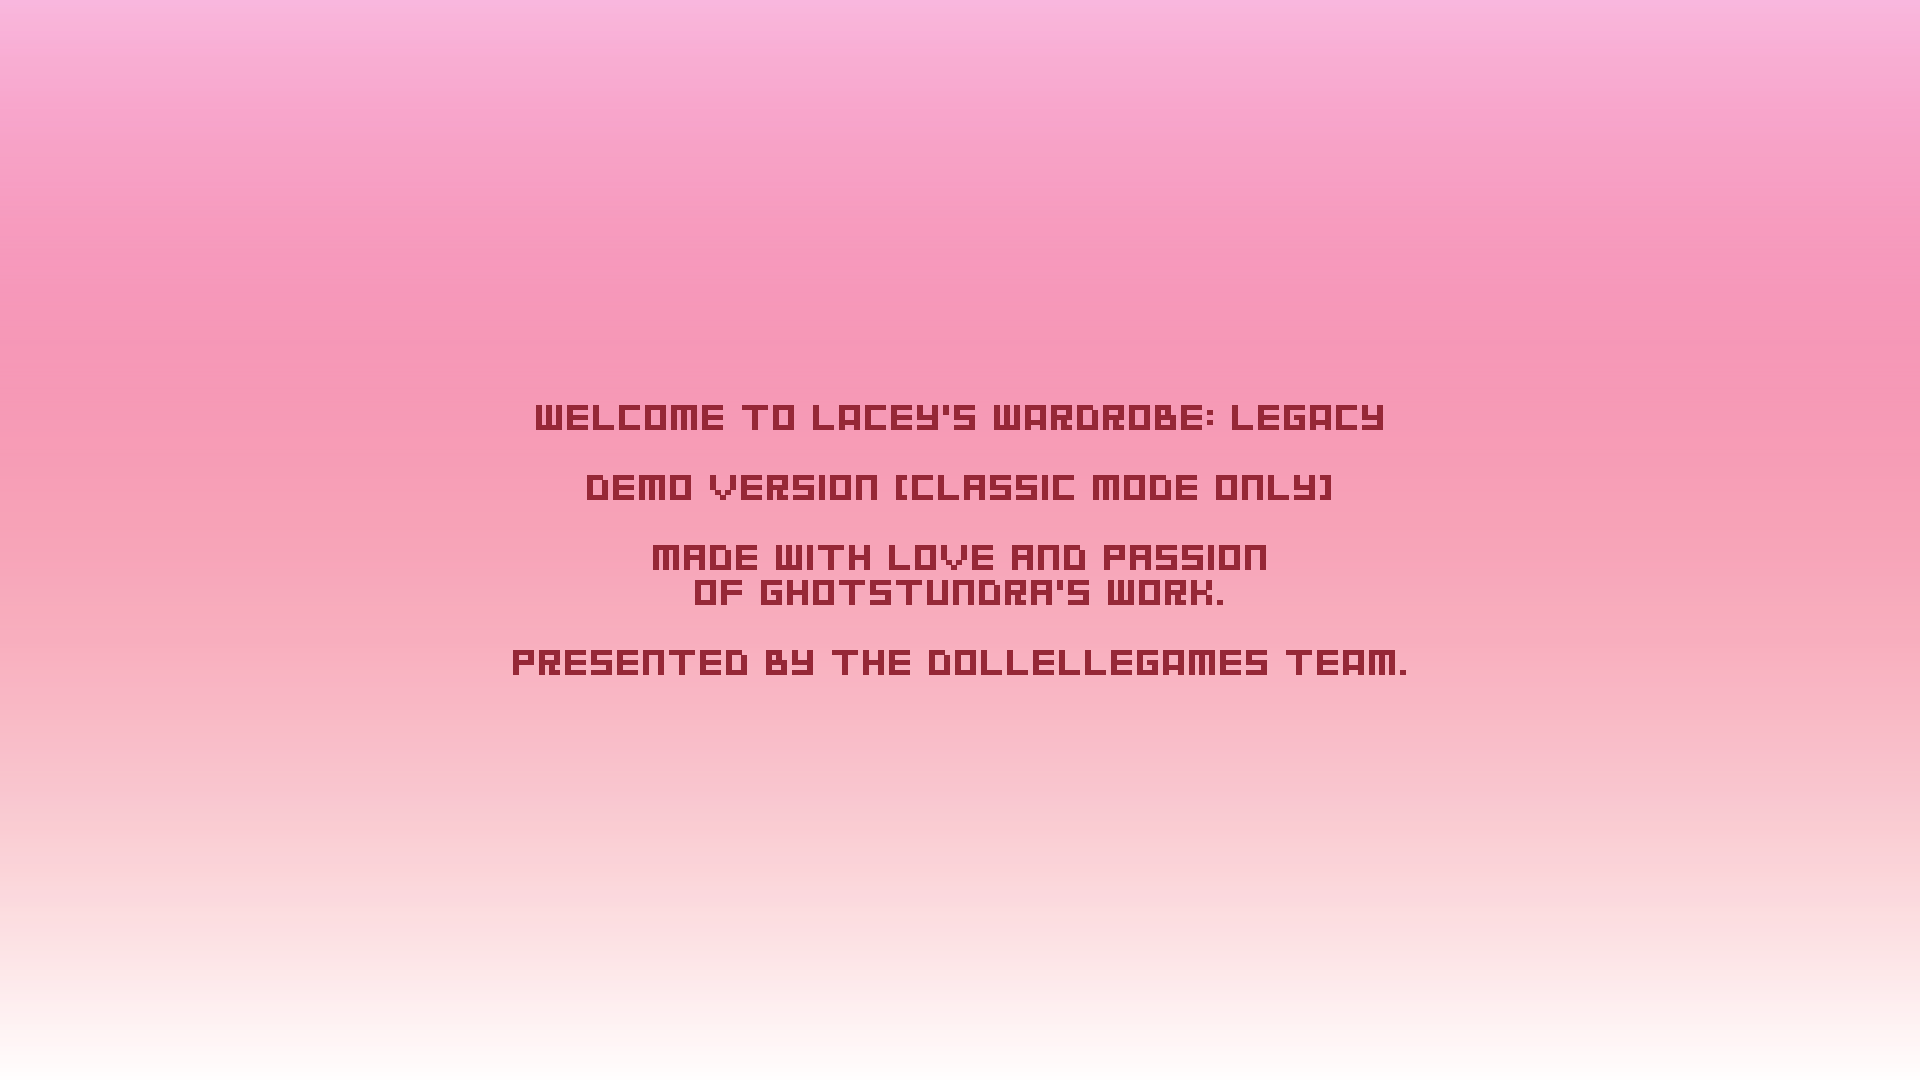 WELCOME TO LACEY'S WARDROBE: LEGACY
DEMO VERSION [CLASSIC MODE ONLY]
MADE WITH LOVE AND PASSION
OF GHOTSTUNDRA'S WORK.
PRESENTED BY THE DOLLELLEGAMES TEAM.